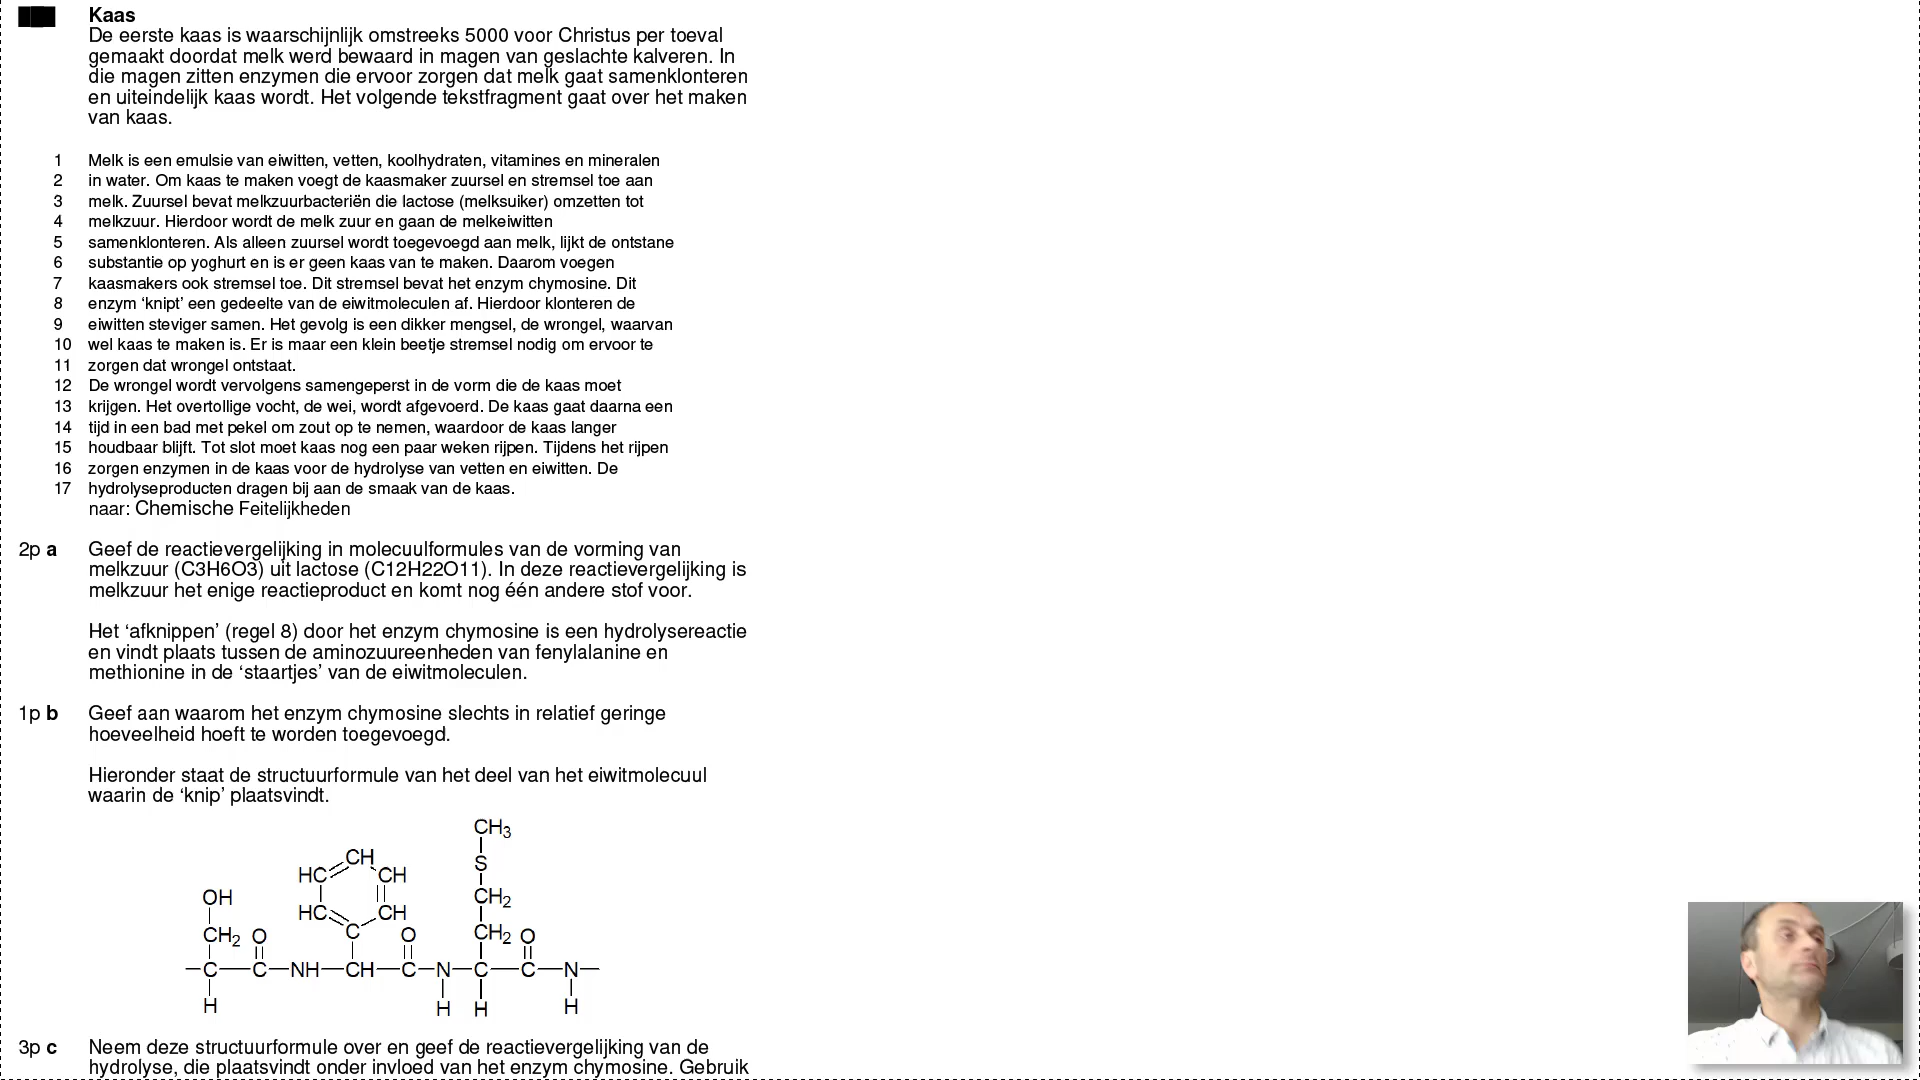 Kaas
De eerste kaas is waarschijnlijk omstreeks 5000 voor Christus per toeval
gemaakt doordat melk werd bewaard in magen van geslachte kalveren. In
die magen zitten enzymen die ervoor zorgen dat melk gaat samenklonteren
en uiteindelijk kaas wordt. Het volgende tekstfragment gaat over het maken
van kaas.
1 Melk is een emulsie van eiwitten, vetten, koolhydraten, vitamines en mineralen
2 in water. Om kaas te maken voegt de kaasmaker zuursel en stremsel toe aan
3 melk. Zuursel bevat melkzuurbacteriën die lactose (melksuiker) omzetten tot
4 melkzuur. Hierdoor wordt de melk zuur en gaan de melkeiwitten
5 samenklonteren. Als alleen zuursel wordt toegevoegd aan melk, lijkt de ontstane
6 substantie op yoghurt en is er geen kaas van te maken. Daarom voegen
7 kaasmakers ook stremsel toe. Dit stremsel bevat het enzym chymosine. Dit
8 enzym ‘knipt’ een gedeelte van de eiwitmoleculen af. Hierdoor klonteren de
9 eiwitten steviger samen. Het gevolg is een dikker mengsel, de wrongel, waarvan
10 wel kaas te maken is. Er is maar een klein beetje stremsel nodig om ervoor te
11 zorgen dat wrongel ontstaat.
12 De wrongel wordt vervolgens samengeperst in de vorm die de kaas moet
13 krijgen. Het overtollige vocht, de wei, wordt afgevoerd. De kaas gaat daarna een
14 tijd in een bad met pekel om zout op te nemen, waardoor de kaas langer
15 houdbaar blijft. Tot slot moet kaas nog een paar weken rijpen. Tijdens het rijpen
16 zorgen enzymen in de kaas voor de hydrolyse van vetten en eiwitten. De
17 hydrolyseproducten dragen bij aan de smaak van de kaas.
naar: Chemische Feitelijkheden
2p a Geef de reactievergelijking in molecuulformules van de vorming van
melkzuur (C3H6O3) uit lactose (C12H22O11). In deze reactievergelijking is
melkzuur het enige reactieproduct en komt nog één andere stof voor.
Het ‘afknippen’ (regel 8) door het enzym chymosine is een hydrolysereactie
en vindt plaats tussen de aminozuureenheden van fenylalanine en
methionine in de ‘staartjes’ van de eiwitmoleculen.
1p b Geef aan waarom het enzym chymosine slechts in relatief geringe
hoeveelheid hoeft te worden toegevoegd.
Hieronder staat de structuurformule van het deel van het eiwitmolecuul
waarin de ‘knip’ plaatsvindt.
CH3
CH S
HC CH
OH CH2
HC CH
CH2 O C O CH2 O
C C NH CH C N C C N
H H H H
3p c Neem deze structuurformule over en geef de reactievergelijking van de
hydrolyse, die plaatsvindt onder invloed van het enzym chymosine. Gebruik